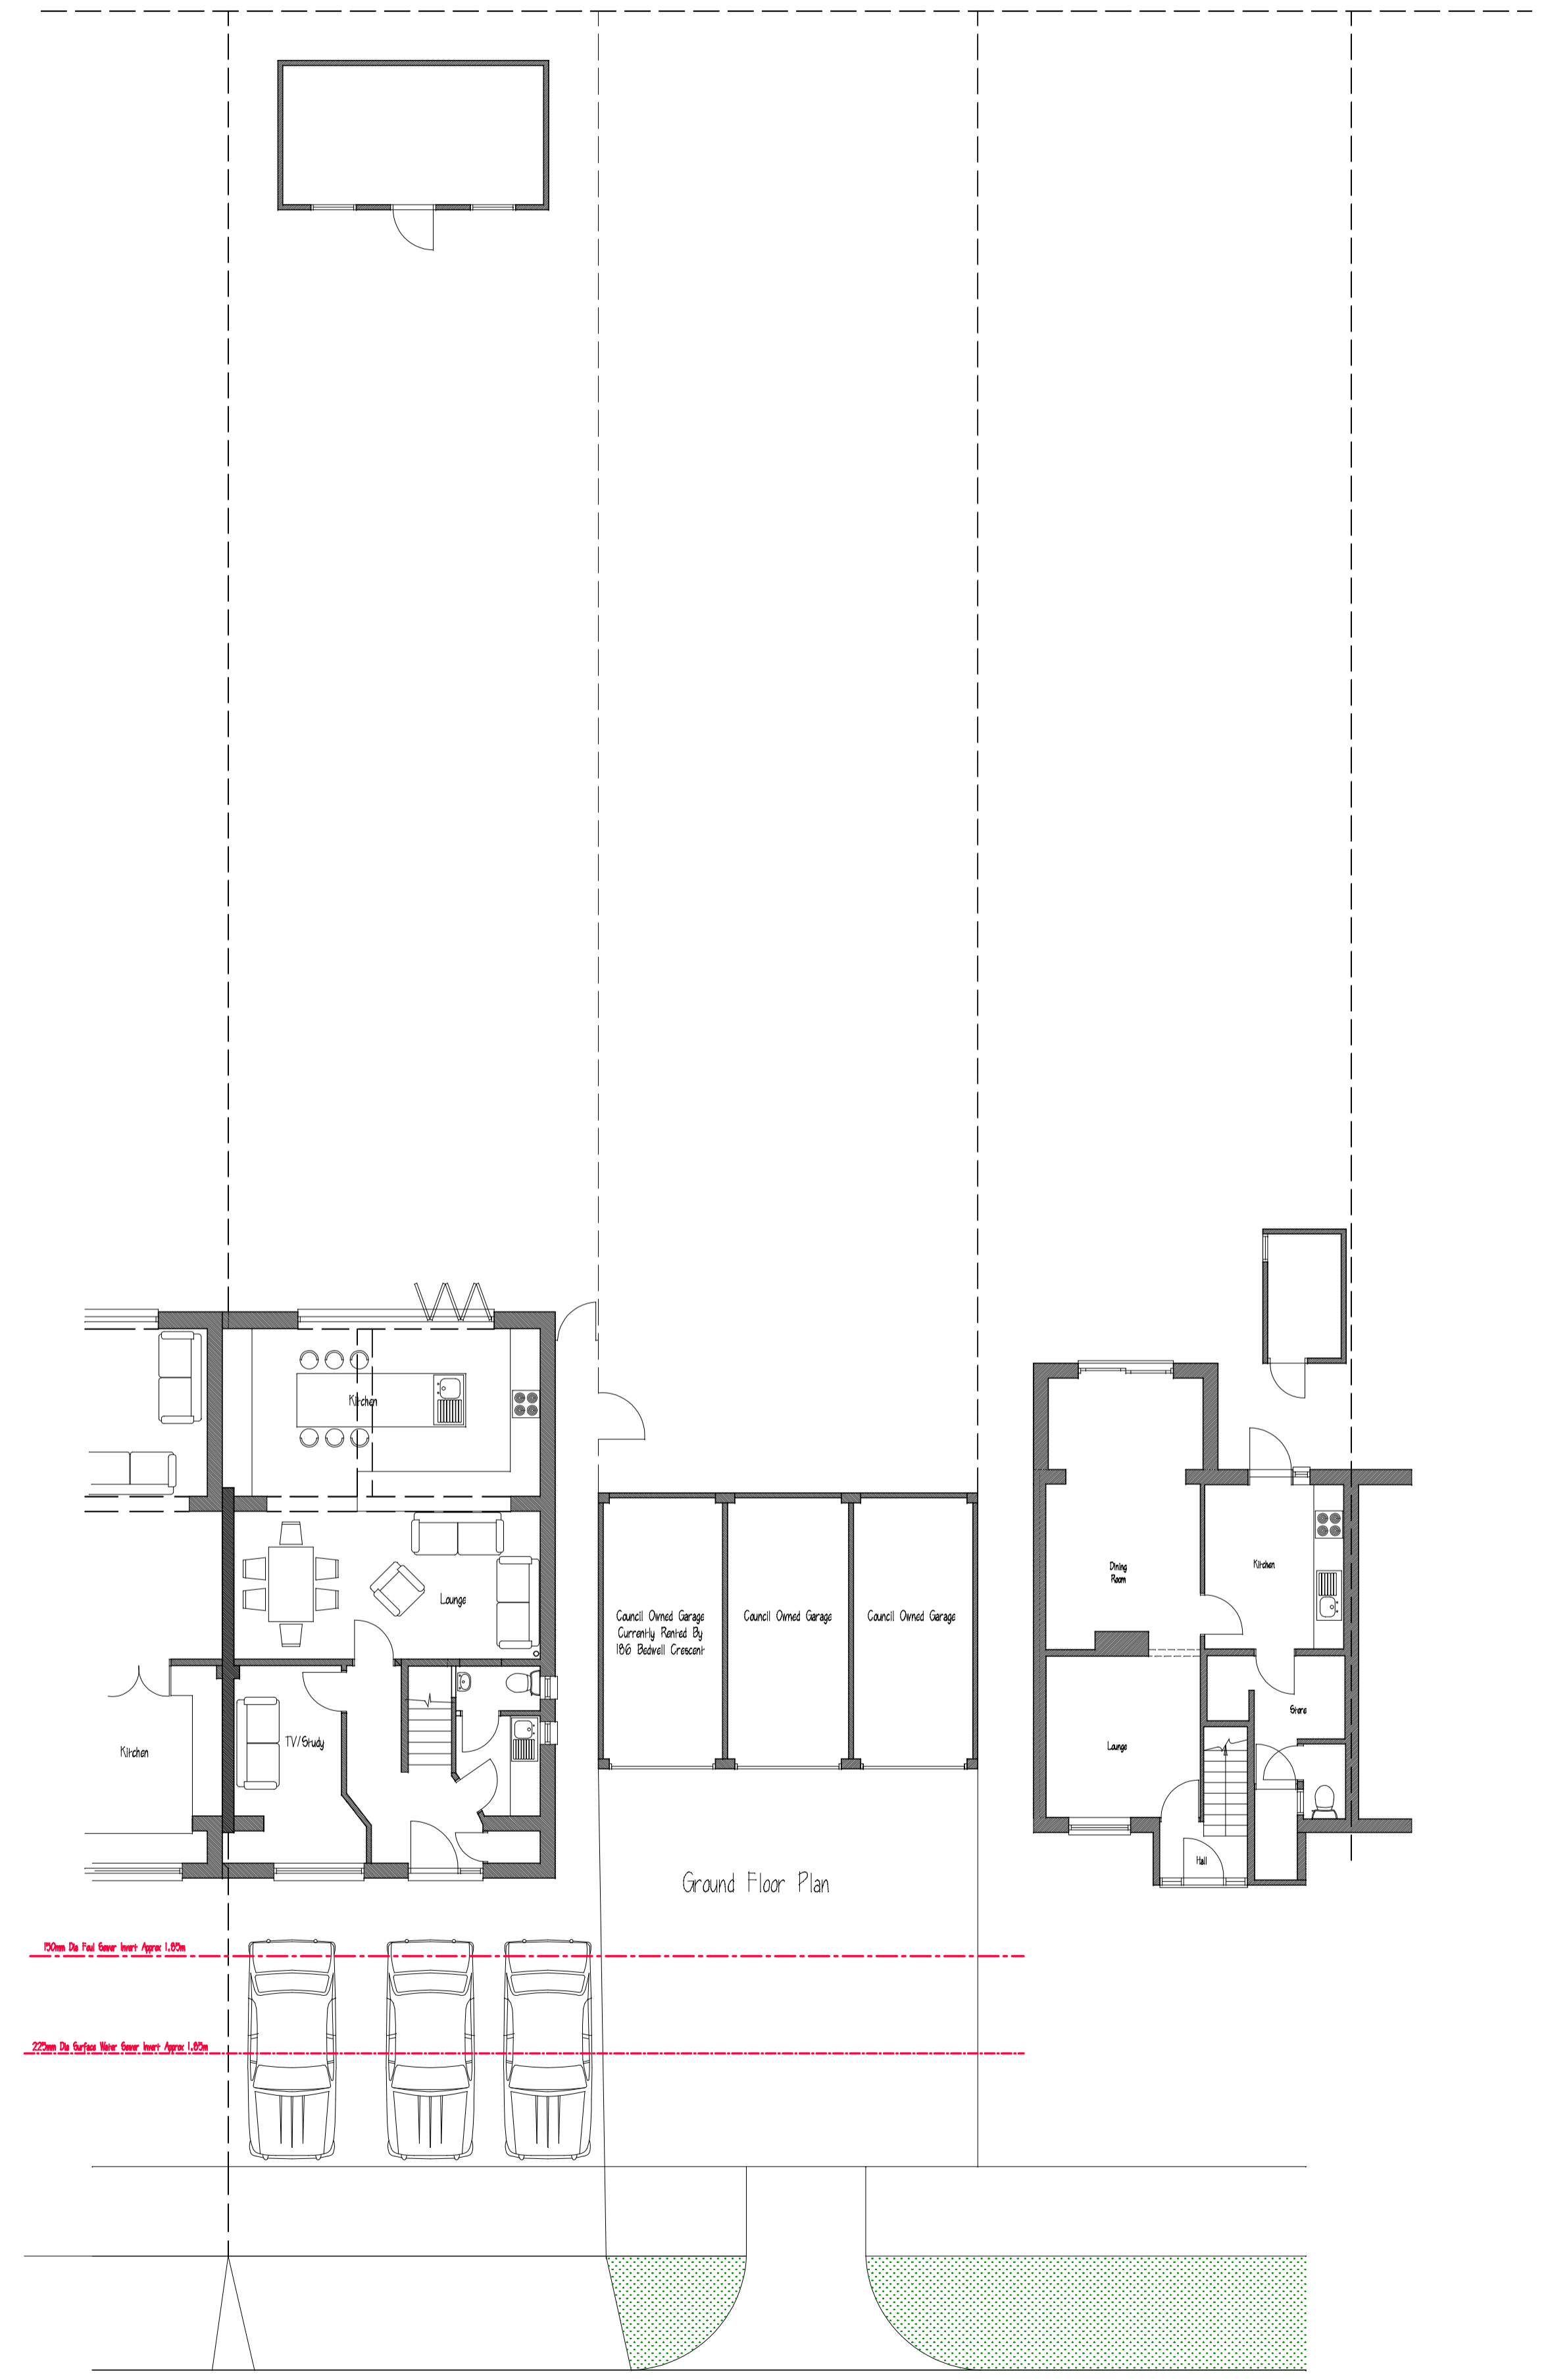 Kitchen
Lounge
Council Owned Garage
Currently Rented By
186 Bedwell Crescent
Council Owned Garage
Council Owned Garage
Dining
Room
Kitchen
Store
TV/Study
Kitchen
Lounge
Hall
Ground Floor Plan
150mm Dia Foul Sewer Invert Approx 1.85m
225mm Dia Surface Water Sewer Invert Approx 1.85m